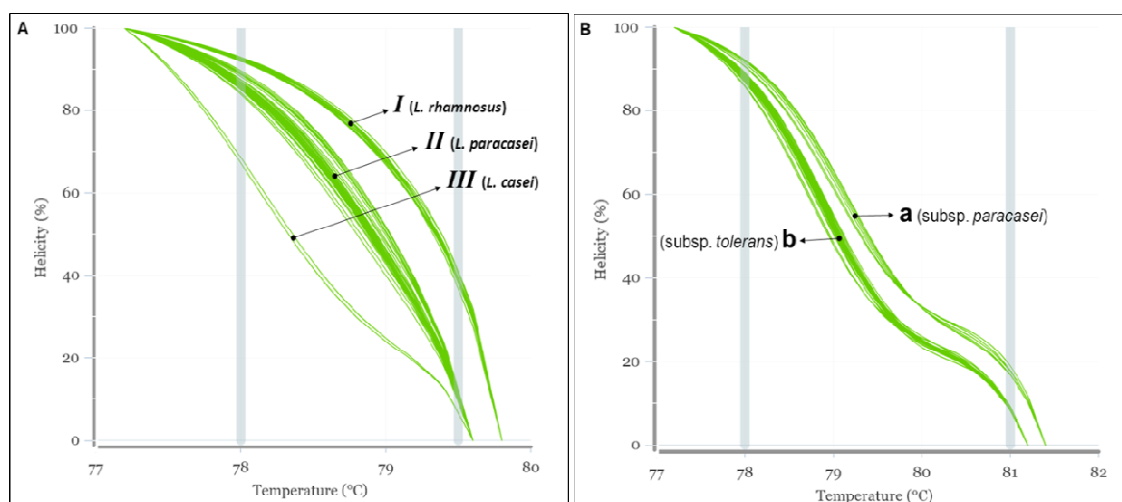 A
100
80
60
40
20
0
Helicity (%)
I (L. rhamnosus)
II (L. paracasei)
III (L. casei)
77 78 79 80
Temperature (°C)
B
100
80
60
40
20
0
Helicity (%)
a (subsp. paracasei)
(subsp. tolerans) b
77 78 79 80 81 82
Temperature (°C)